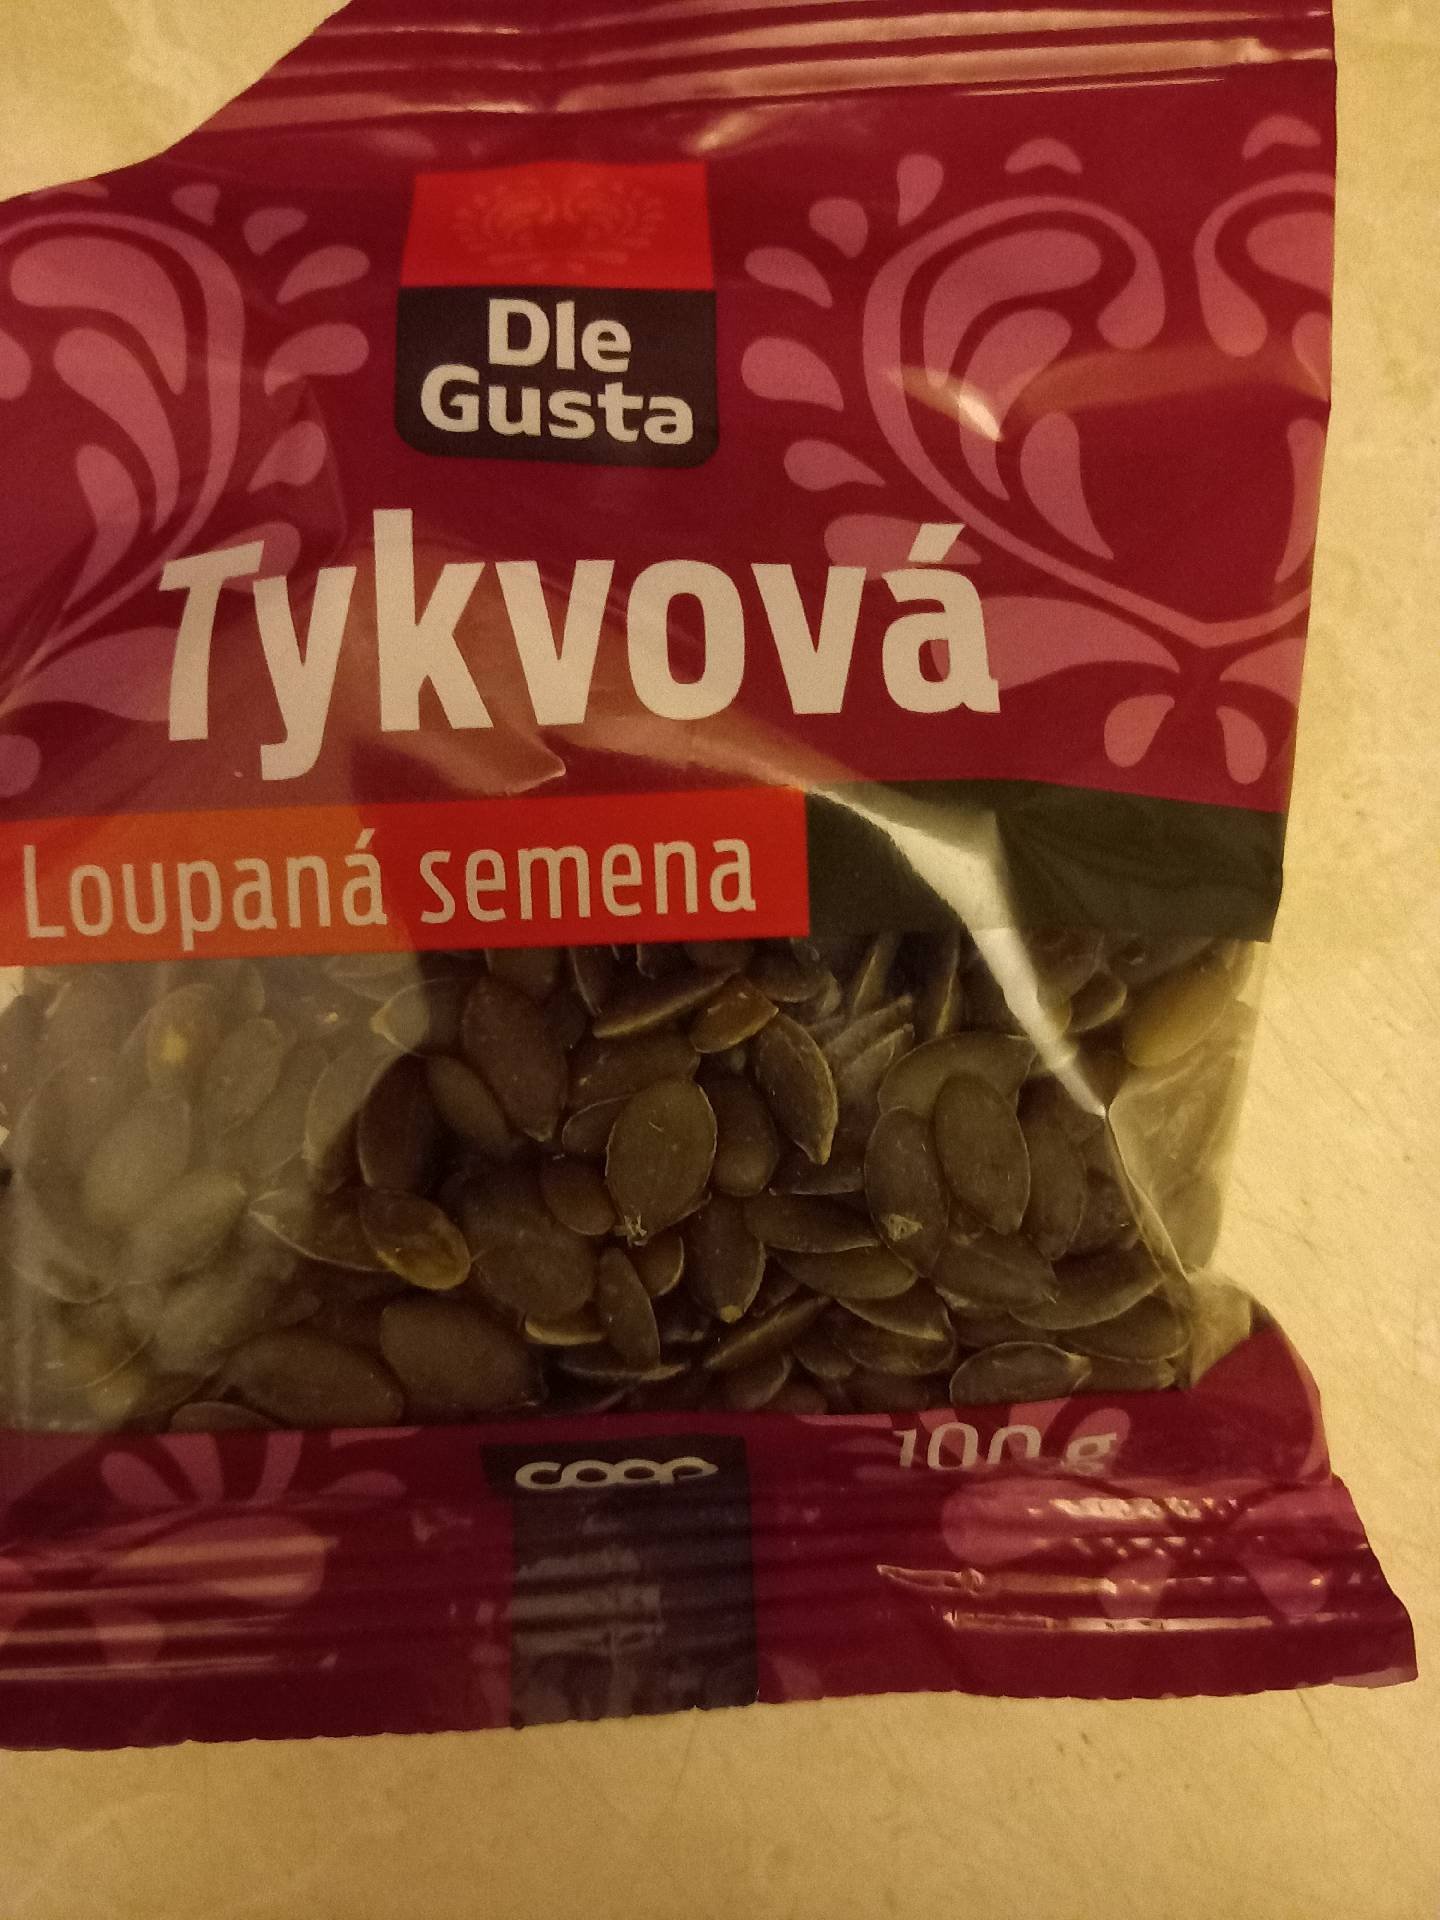 Dle
Gusta
Tykvová
Loupaná semena
coop
100 g